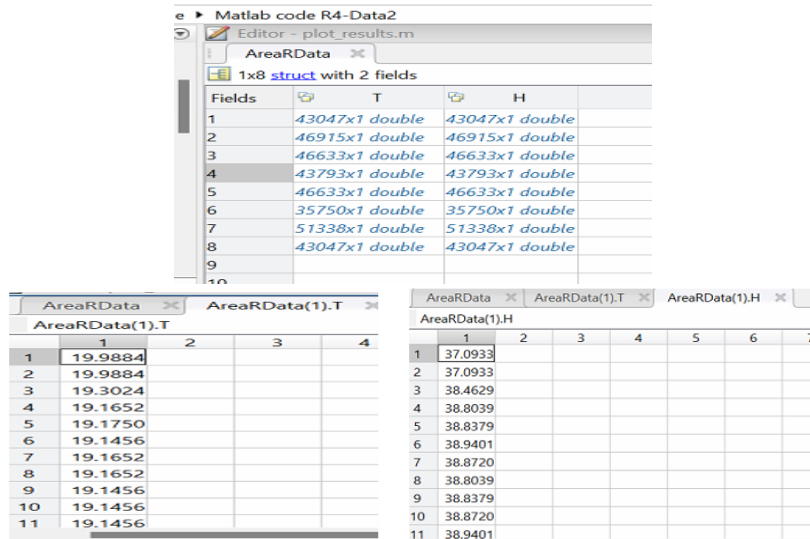 e ▸ Matlab code R4-Data2
Editor - plot_results.m
AreaRData
1x8 struct with 2 fields
Fields T H
1 43047x1 double 43047x1 double
2 46915x1 double 46915x1 double
3 46633x1 double 46633x1 double
4 43793x1 double 43793x1 double
5 46633x1 double 46633x1 double
6 35750x1 double 35750x1 double
7 51338x1 double 51338x1 double
8 43047x1 double 43047x1 double
9
10
AreaRData AreaRData(1).T
AreaRData(1).T
1 2 3 4
1 19.9884
2 19.9884
3 19.3024
4 19.1652
5 19.1750
6 19.1456
7 19.1652
8 19.1652
9 19.1456
10 19.1456
11 19.1456
AreaRData AreaRData(1).T AreaRData(1).H
AreaRData(1).H
1 2 3 4 5 6 7
1 37.0933
2 37.0933
3 38.4629
4 38.8039
5 38.8379
6 38.9401
7 38.8720
8 38.8039
9 38.8379
10 38.8720
11 38.9401